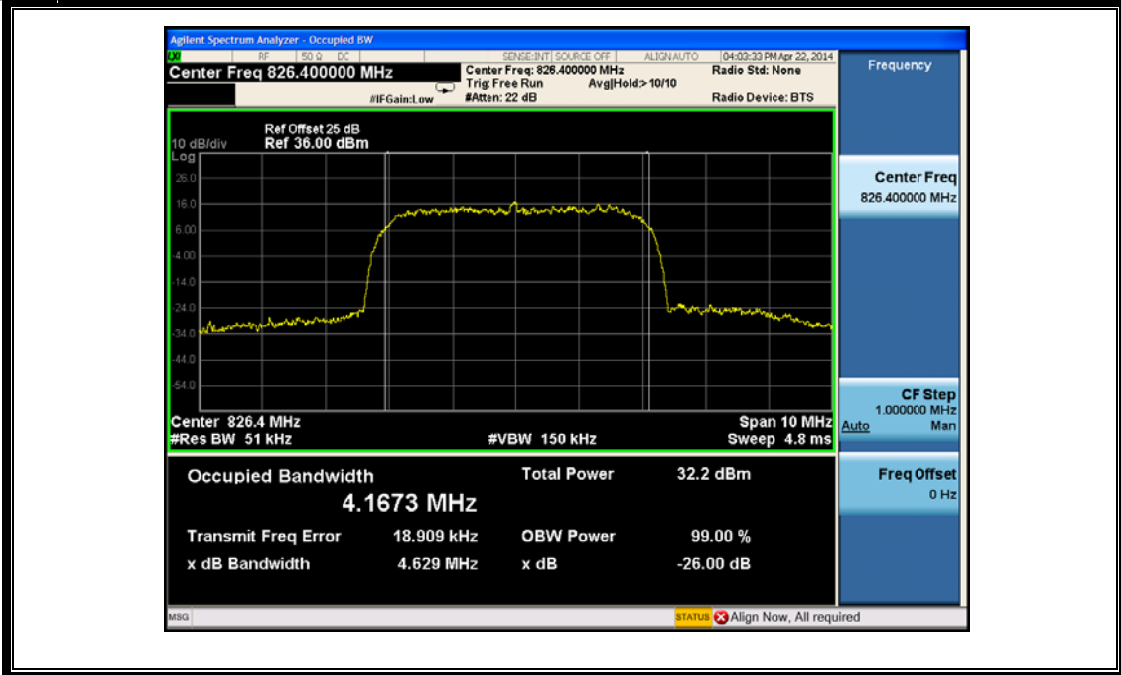 Agilent Spectrum Analyzer - Occupied BW
LXI RF 50 Ω DC SENSE:INT SOURCE OFF ALIGN AUTO 04:03:33 PM Apr 22, 2014
Center Freq 826.400000 MHz Center Freq: 826.400000 MHz Radio Std: None
Trig: Free Run Avg|Hold:> 10/10
#IFGain:Low #Atten: 22 dB Radio Device: BTS
Ref Offset 25 dB
10 dB/div Ref 36.00 dBm
Log
26.0
16.0
6.00
-4.00
-14.0
-24.0
-34.0
-44.0
-54.0
Center 826.4 MHz Span 10 MHz
#Res BW 51 kHz #VBW 150 kHz Sweep 4.8 ms
Occupied Bandwidth Total Power 32.2 dBm
4.1673 MHz
Transmit Freq Error 18.909 kHz OBW Power 99.00 %
x dB Bandwidth 4.629 MHz x dB -26.00 dB
MSG STATUS Align Now, All required
Frequency
Center Freq
826.400000 MHz
CF Step
1.000000 MHz
Auto Man
Freq Offset
0 Hz